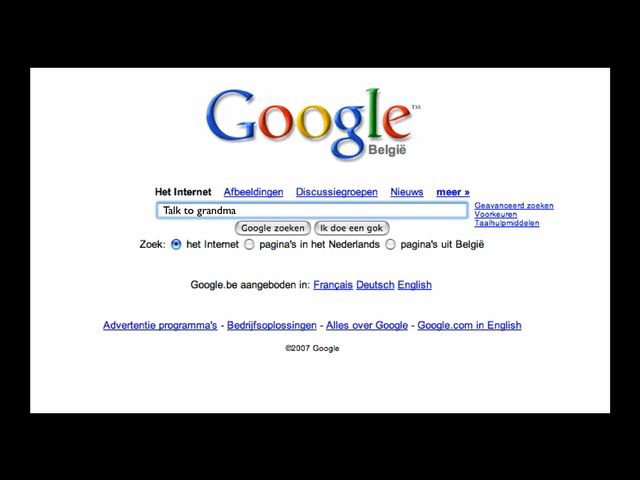 Google™
België
Het Internet Afbeeldingen Discussiegroepen Nieuws meer »
Talk to grandma
Geavanceerd zoeken
Voorkeuren
Taalhulpmiddelen
Google zoeken Ik doe een gok
Zoek: het Internet pagina's in het Nederlands pagina's uit België
Google.be aangeboden in: Français Deutsch English
Advertentie programma's - Bedrijfsoplossingen - Alles over Google - Google.com in English
©2007 Google